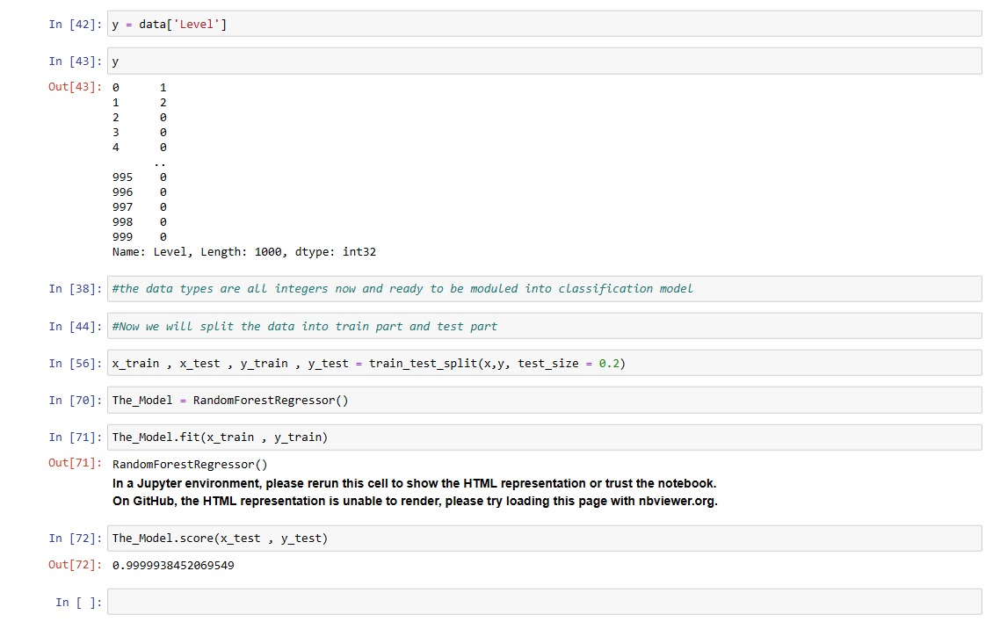 In [42]: y = data['Level']
In [43]: y
Out[43]: 0      1
1      2
2      0
3      0
4      0
..
995    0
996    0
997    0
998    0
999    0
Name: Level, Length: 1000, dtype: int32
In [38]: #the data types are all integers now and ready to be moduled into classification model
In [44]: #Now we will split the data into train part and test part
In [56]: x_train , x_test , y_train , y_test = train_test_split(x,y, test_size = 0.2)
In [70]: The_Model = RandomForestRegressor()
In [71]: The_Model.fit(x_train , y_train)
Out[71]: RandomForestRegressor()
In a Jupyter environment, please rerun this cell to show the HTML representation or trust the notebook.
On GitHub, the HTML representation is unable to render, please try loading this page with nbviewer.org.
In [72]: The_Model.score(x_test , y_test)
Out[72]: 0.9999938452069549
In [ ]: